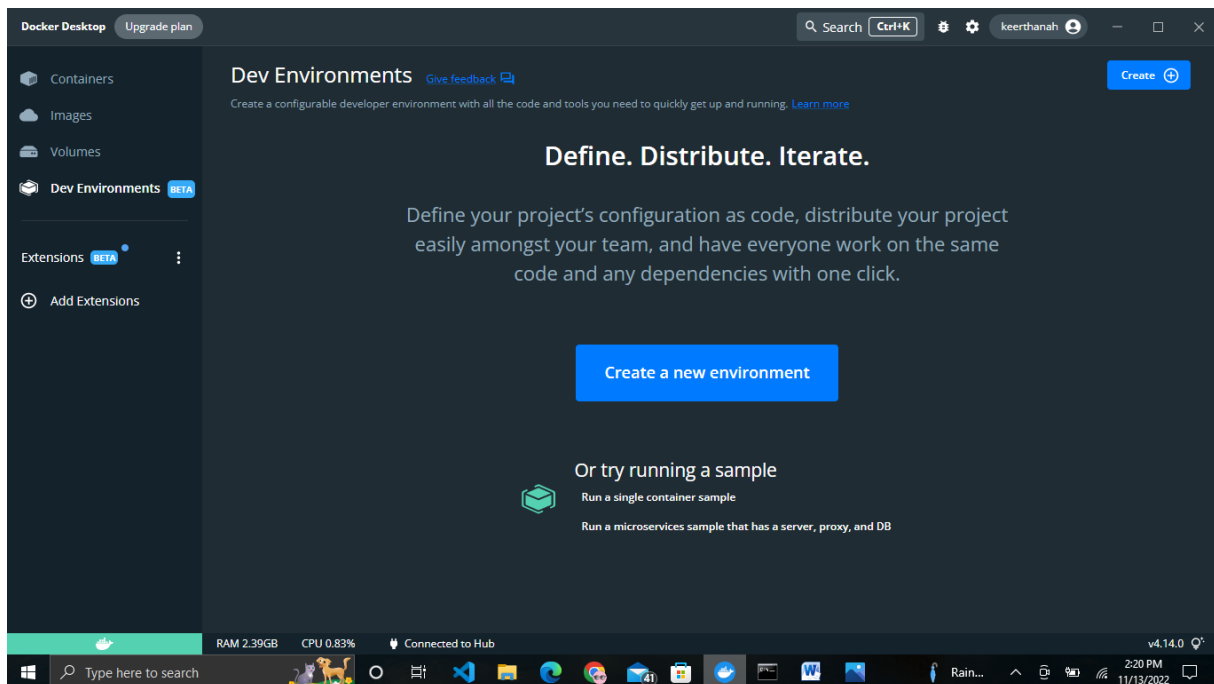 Docker Desktop Upgrade plan Search Ctrl+K keerthanah
Containers
Images
Volumes
Dev Environments BETA
Extensions BETA
Add Extensions
Dev Environments Give feedback
Create
Create a configurable developer environment with all the code and tools you need to quickly get up and running. Learn more
Define. Distribute. Iterate.
Define your project's configuration as code, distribute your project
easily amongst your team, and have everyone work on the same
code and any dependencies with one click.
Create a new environment
Or try running a sample
Run a single container sample
Run a microservices sample that has a server, proxy, and DB
RAM 2.39GB CPU 0.83% Connected to Hub v4.14.0
Type here to search 41 Rain... 2:20 PM
11/13/2022